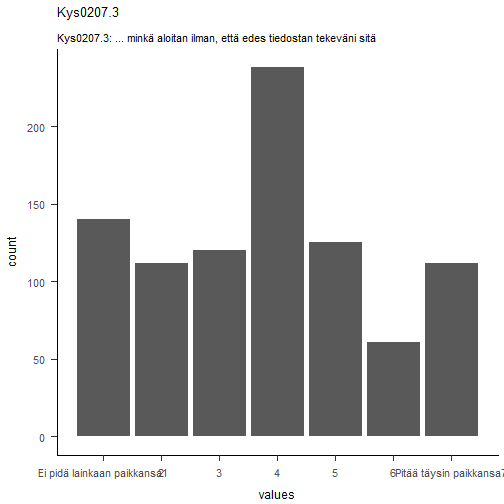 Kys0207.3
Kys0207.3: ... minkä aloitan ilman, että edes tiedostan tekeväni sitä
200
150
100
50
0
count
Ei pidä lainkaan paikkansa1 2 3 4 5 6 Pitää täysin paikkansa7
values